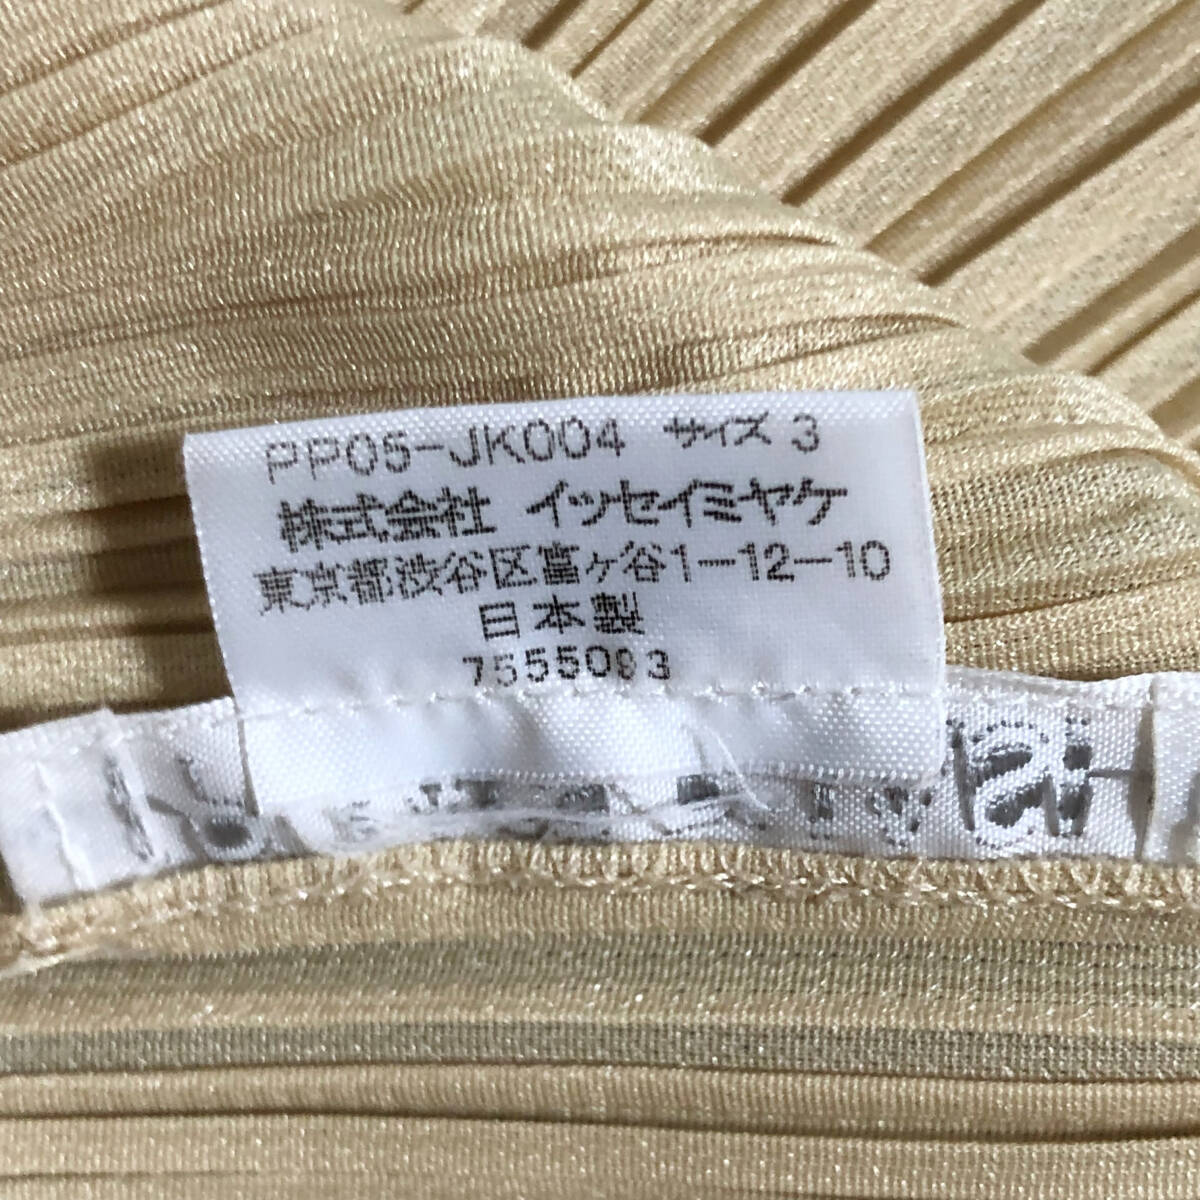 PP05-JK004 サイズ 3
株式会社 イッセイミヤケ
東京都渋谷区富ヶ谷1-12-10
日本製
7555093